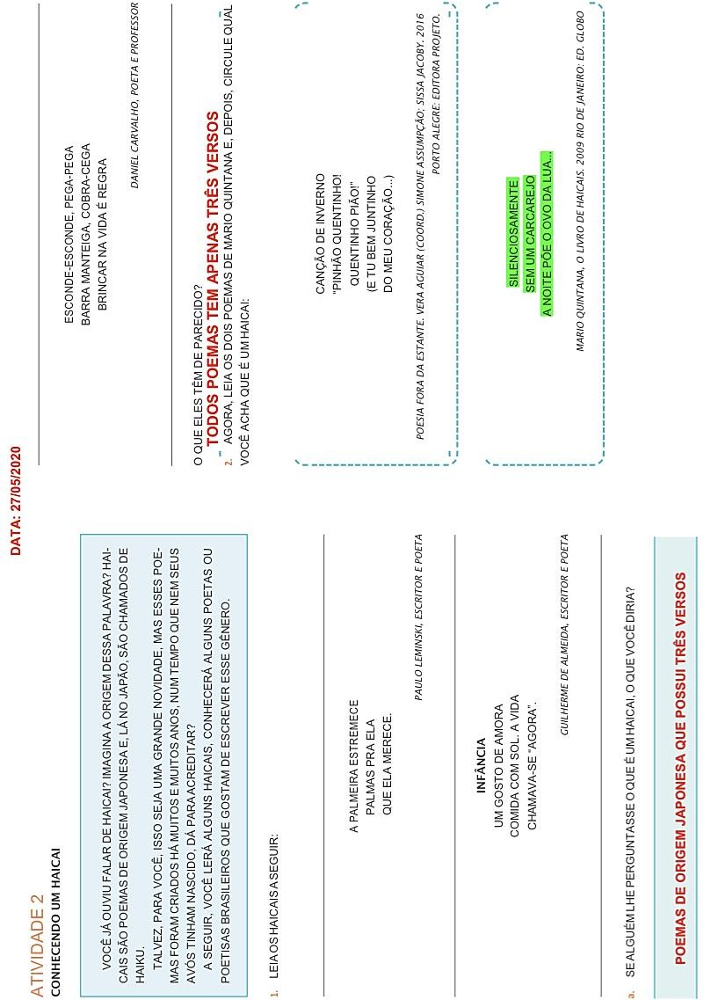 DATA: 27/05/2020
ATIVIDADE 2
CONHECENDO UM HAICAI
VOCÊ JÁ OUVIU FALAR DE HAICAI? IMAGINA A ORIGEM DESSA PALAVRA? HAI-
CAIS SÃO POEMAS DE ORIGEM JAPONESA E, LÁ NO JAPÃO, SÃO CHAMADOS DE
HAIKU.
TALVEZ, PARA VOCÊ, ISSO SEJA UMA GRANDE NOVIDADE, MAS ESSES POE-
MAS FORAM CRIADOS HÁ MUITOS E MUITOS ANOS, NUM TEMPO QUE NEM SEUS
AVÓS TINHAM NASCIDO, DÁ PARA ACREDITAR?
A SEGUIR, VOCÊ LERÁ ALGUNS HAICAIS, CONHECERÁ ALGUNS POETAS OU
POETISAS BRASILEIROS QUE GOSTAM DE ESCREVER ESSE GÊNERO.
1. LEIA OS HAICAIS A SEGUIR:
A PALMEIRA ESTREMECE
PALMAS PRA ELA
QUE ELA MERECE.
PAULO LEMINSKI, ESCRITOR E POETA
INFÂNCIA
UM GOSTO DE AMORA
COMIDA COM SOL. A VIDA
CHAMAVA-SE "AGORA".
GUILHERME DE ALMEIDA, ESCRITOR E POETA
a. SE ALGUÉM LHE PERGUNTASSE O QUE É UM HAICAI, O QUE VOCÊ DIRIA?
POEMAS DE ORIGEM JAPONESA QUE POSSUI TRÊS VERSOS
ESCONDE-ESCONDE, PEGA-PEGA
BARRA MANTEIGA, COBRA-CEGA
BRINCAR NA VIDA É REGRA
DANIEL CARVALHO, POETA E PROFESSOR
O QUE ELES TÊM DE PARECIDO?
TODOS POEMAS TEM APENAS TRÊS VERSOS
2. AGORA, LEIA OS DOIS POEMAS DE MARIO QUINTANA E, DEPOIS, CIRCULE QUAL
VOCÊ ACHA QUE É UM HAICAI:
CANÇÃO DE INVERNO
"PINHÃO QUENTINHO!
QUENTINHO PIÃO!"
(E TU BEM JUNTINHO
DO MEU CORAÇÃO...)
POESIA FORA DA ESTANTE. VERA AGUIAR (COORD.) SIMONE ASSUMPÇÃO; SISSA JACOBY. 2016
PORTO ALEGRE: EDITORA PROJETO.
SILENCIOSAMENTE
SEM UM CARCAREJO
A NOITE PÕE O OVO DA LUA...
MARIO QUINTANA, O LIVRO DE HAICAIS. 2009 RIO DE JANEIRO: ED. GLOBO